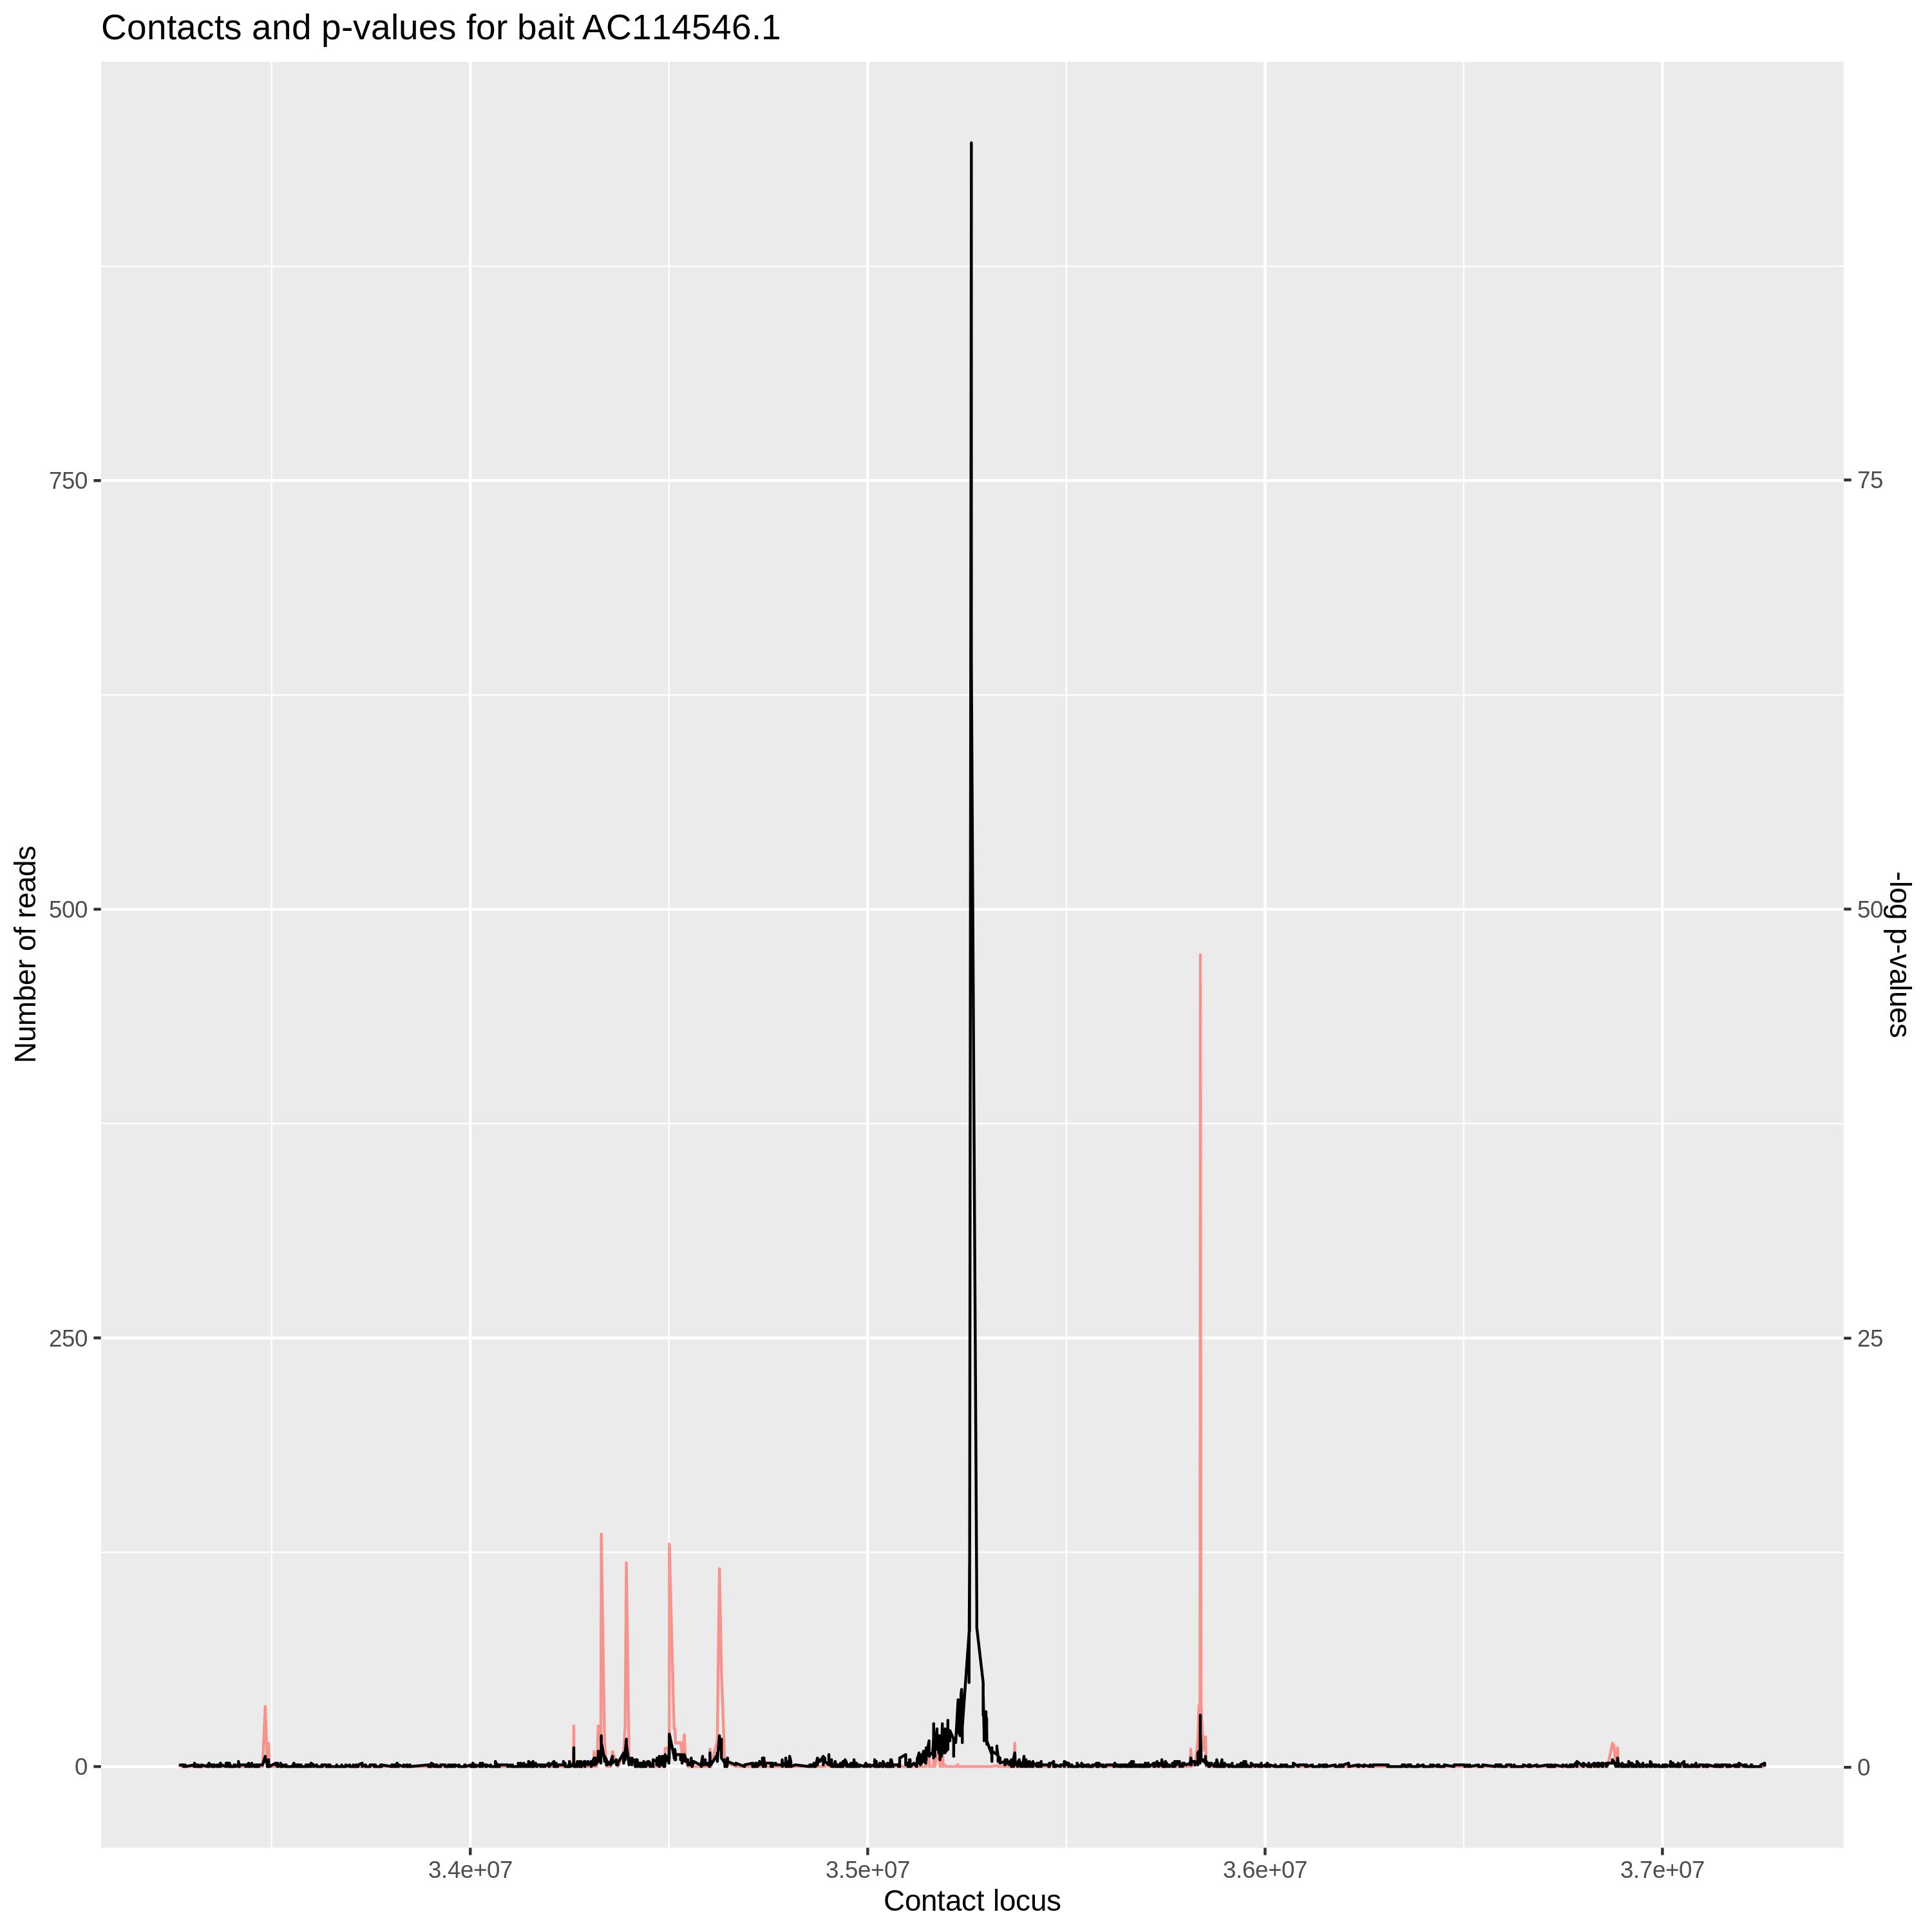 Contacts and p-values for bait AC114546.1
750
500
250
0
Number of reads
75
50
25
0
-log p-values
3.4e+07 3.5e+07 3.6e+07 3.7e+07
Contact locus